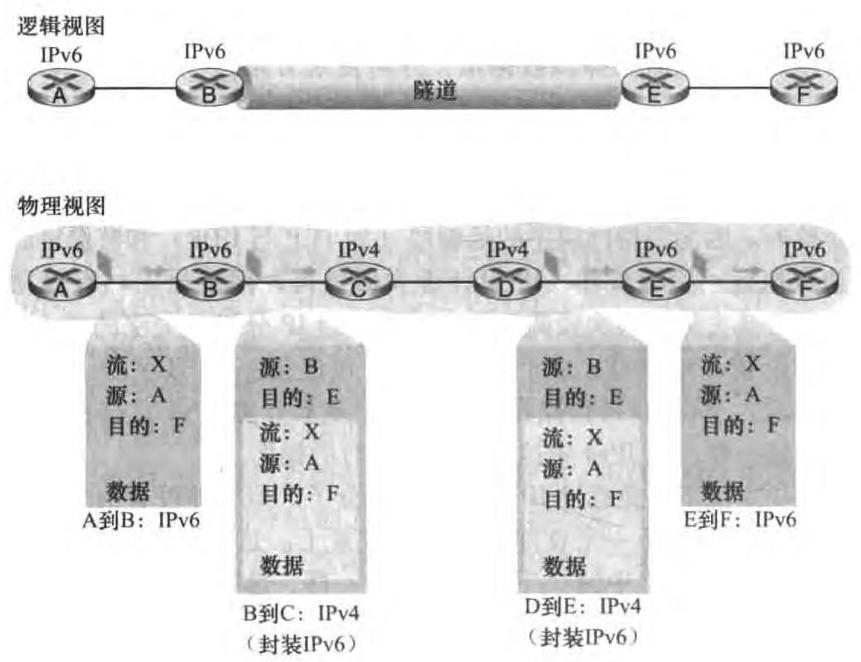 逻辑视图
IPv6 IPv6 IPv6 IPv6
A B 隧道 E F
物理视图
IPv6 IPv6 IPv4 IPv4 IPv6 IPv6
A B C D E F
流：X
源：A
目的：F
数据
A到B：IPv6
源：B
目的：E
流：X
源：A
目的：F
数据
B到C：IPv4
（封装IPv6）
源：B
目的：E
流：X
源：A
目的：F
数据
D到E：IPv4
（封装IPv6）
流：X
源：A
目的：F
数据
E到F：IPv6